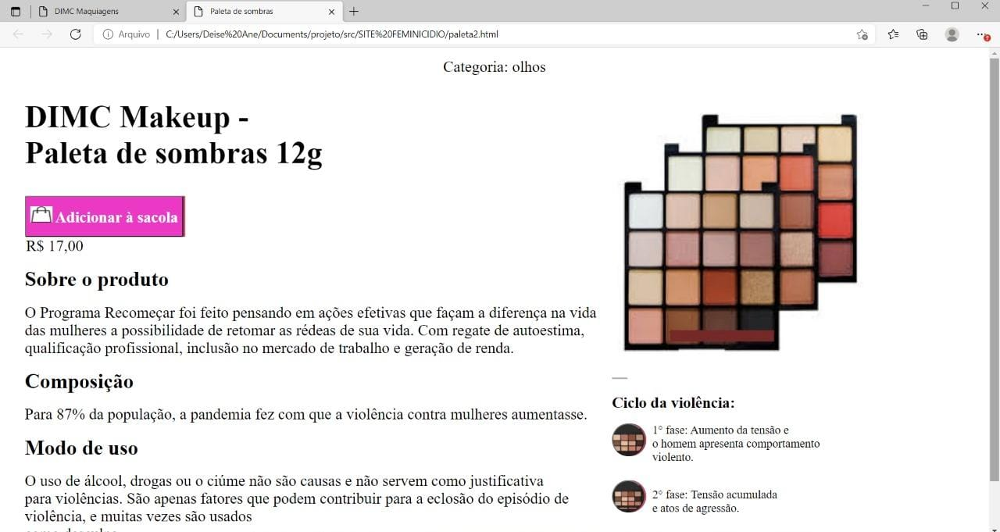 DIMC Maquiagens
Paleta de sombras
Arquivo
C:/Users/Deise%20Ane/Documents/projeto/src/SITE%20FEMINICIDIO/paleta2.html
Categoria: olhos
DIMC Makeup -
Paleta de sombras 12g
Adicionar à sacola
R$ 17,00
Sobre o produto
O Programa Recomeçar foi feito pensando em ações efetivas que façam a diferença na vida
das mulheres a possibilidade de retomar as rédeas de sua vida. Com regate de autoestima,
qualificação profissional, inclusão no mercado de trabalho e geração de renda.
Composição
Para 87% da população, a pandemia fez com que a violência contra mulheres aumentasse.
Modo de uso
O uso de álcool, drogas ou o ciúme não são causas e não servem como justificativa
para violências. São apenas fatores que podem contribuir para a eclosão do episódio de
violência, e muitas vezes são usados
Ciclo da violência:
1° fase: Aumento da tensão e
o homem apresenta comportamento
violento.
2° fase: Tensão acumulada
e atos de agressão.